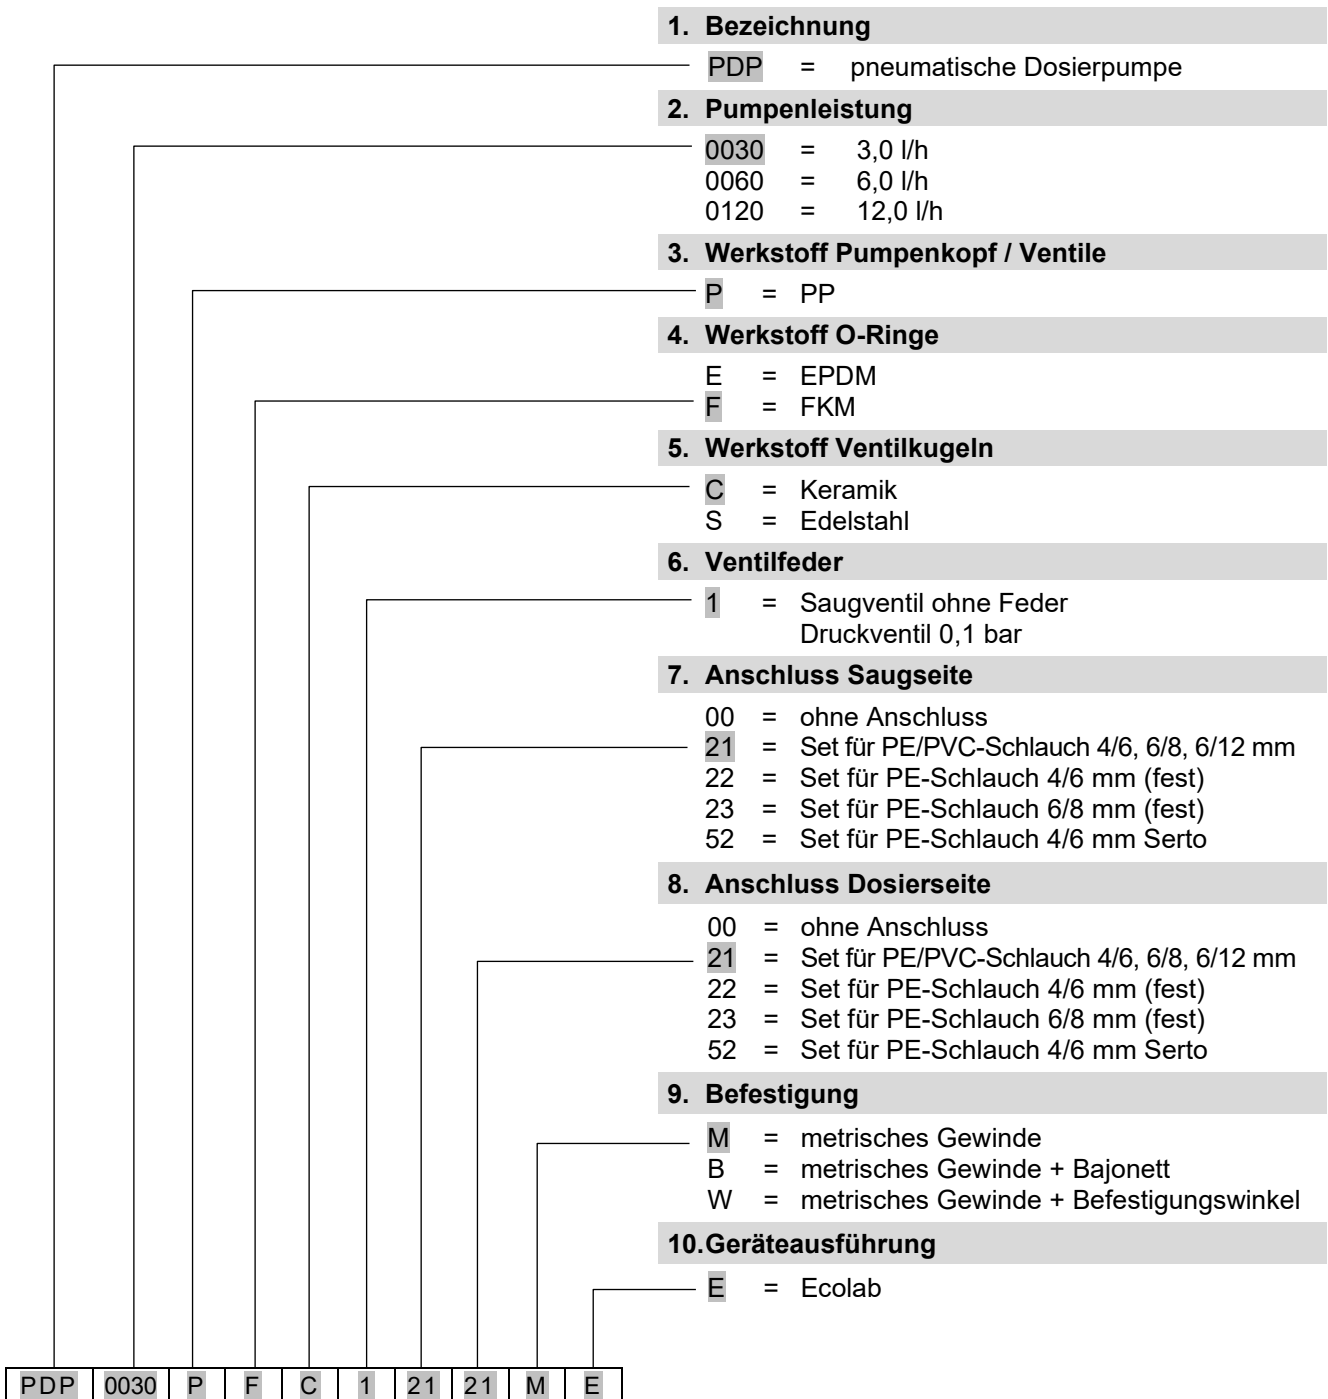 1. Bezeichnung
PDP = pneumatische Dosierpumpe
2. Pumpenleistung
0030 = 3,0 l/h
0060 = 6,0 l/h
0120 = 12,0 l/h
3. Werkstoff Pumpenkopf / Ventile
P = PP
4. Werkstoff O-Ringe
E = EPDM
F = FKM
5. Werkstoff Ventilkugeln
C = Keramik
S = Edelstahl
6. Ventilfeder
1 = Saugventil ohne Feder
Druckventil 0,1 bar
7. Anschluss Saugseite
00 = ohne Anschluss
21 = Set für PE/PVC-Schlauch 4/6, 6/8, 6/12 mm
22 = Set für PE-Schlauch 4/6 mm (fest)
23 = Set für PE-Schlauch 6/8 mm (fest)
52 = Set für PE-Schlauch 4/6 mm Serto
8. Anschluss Dosierseite
00 = ohne Anschluss
21 = Set für PE/PVC-Schlauch 4/6, 6/8, 6/12 mm
22 = Set für PE-Schlauch 4/6 mm (fest)
23 = Set für PE-Schlauch 6/8 mm (fest)
52 = Set für PE-Schlauch 4/6 mm Serto
9. Befestigung
M = metrisches Gewinde
B = metrisches Gewinde + Bajonett
W = metrisches Gewinde + Befestigungswinkel
10.Geräteausführung
E = Ecolab
PDP 0030 P F C 1 21 21 M E